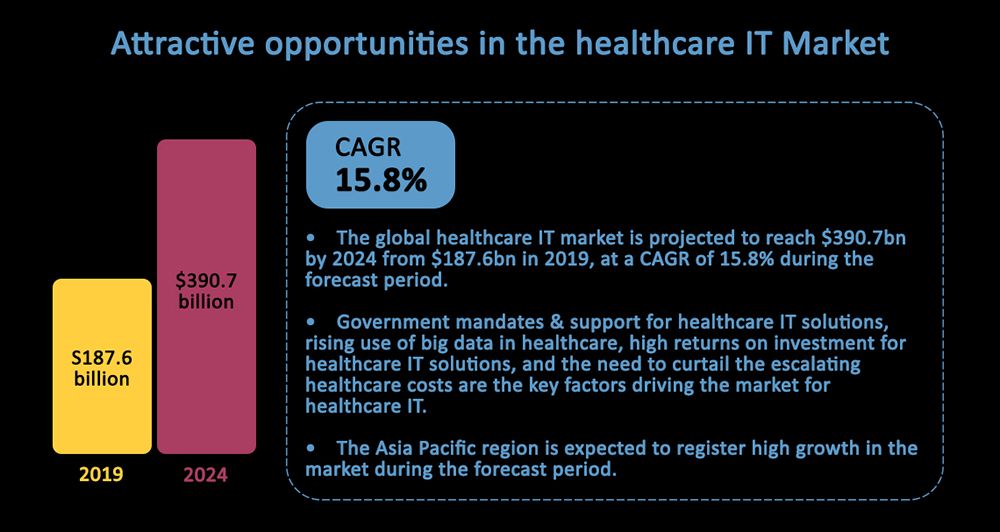 Attractive opportunities in the healthcare IT Market
CAGR
15.8%
• The global healthcare IT market is projected to reach $390.7bn
by 2024 from $187.6bn in 2019, at a CAGR of 15.8% during the
forecast period.
• Government mandates & support for healthcare IT solutions,
rising use of big data in healthcare, high returns on investment for
healthcare IT solutions, and the need to curtail the escalating
healthcare costs are the key factors driving the market for
healthcare IT.
• The Asia Pacific region is expected to register high growth in the
market during the forecast period.
$187.6
billion
2019
$390.7
billion
2024